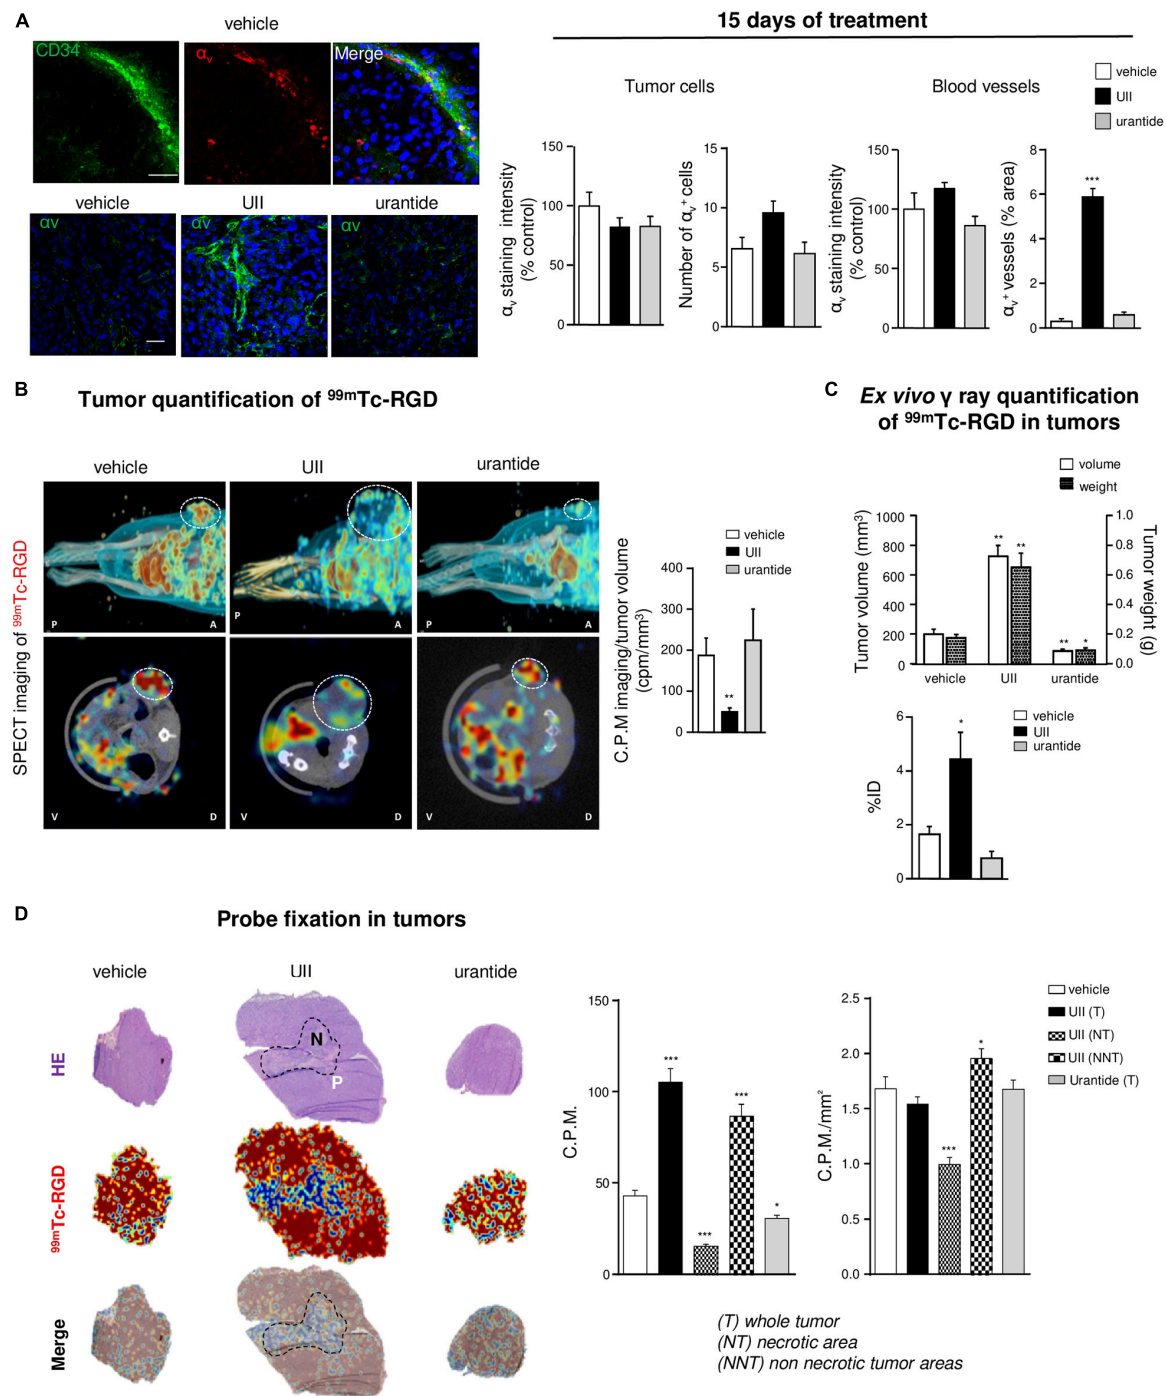 A
vehicle
CD34
αv
Merge
vehicle
UII
urantide
αv
αv
αv
15 days of treatment
Tumor cells
Blood vessels
vehicle
UII
urantide
αv staining intensity
(% control)
150
100
50
0
Number of αv+ cells
15
10
5
0
αv staining intensity
(% control)
150
100
50
0
αv+ vessels (% area)
8
6
4
2
0
***
B
Tumor quantification of 99mTc-RGD
vehicle
UII
urantide
SPECT imaging of 99mTc-RGD
P
A
P
A
P
A
V
D
V
D
V
D
vehicle
UII
urantide
C.P.M imaging/tumor volume
(cpm/mm3)
400
300
200
100
0
**
C
Ex vivo γ ray quantification
of 99mTc-RGD in tumors
volume
weight
Tumor volume (mm3)
1000
800
600
400
200
0
** **
** *
1.0
0.8
0.6
0.4
0.2
0.0
Tumor weight (g)
vehicle
UII
urantide
vehicle
UII
urantide
%ID
6
4
2
0
*
D
Probe fixation in tumors
vehicle
UII
urantide
HE
N
P
99mTc-RGD
Merge
C.P.M.
150
100
50
0
***
***
***
*
C.P.M./mm2
2.5
2.0
1.5
1.0
0.5
0.0
***
*
vehicle
UII (T)
UII (NT)
UII (NNT)
Urantide (T)
(T) whole tumor
(NT) necrotic area
(NNT) non necrotic tumor areas